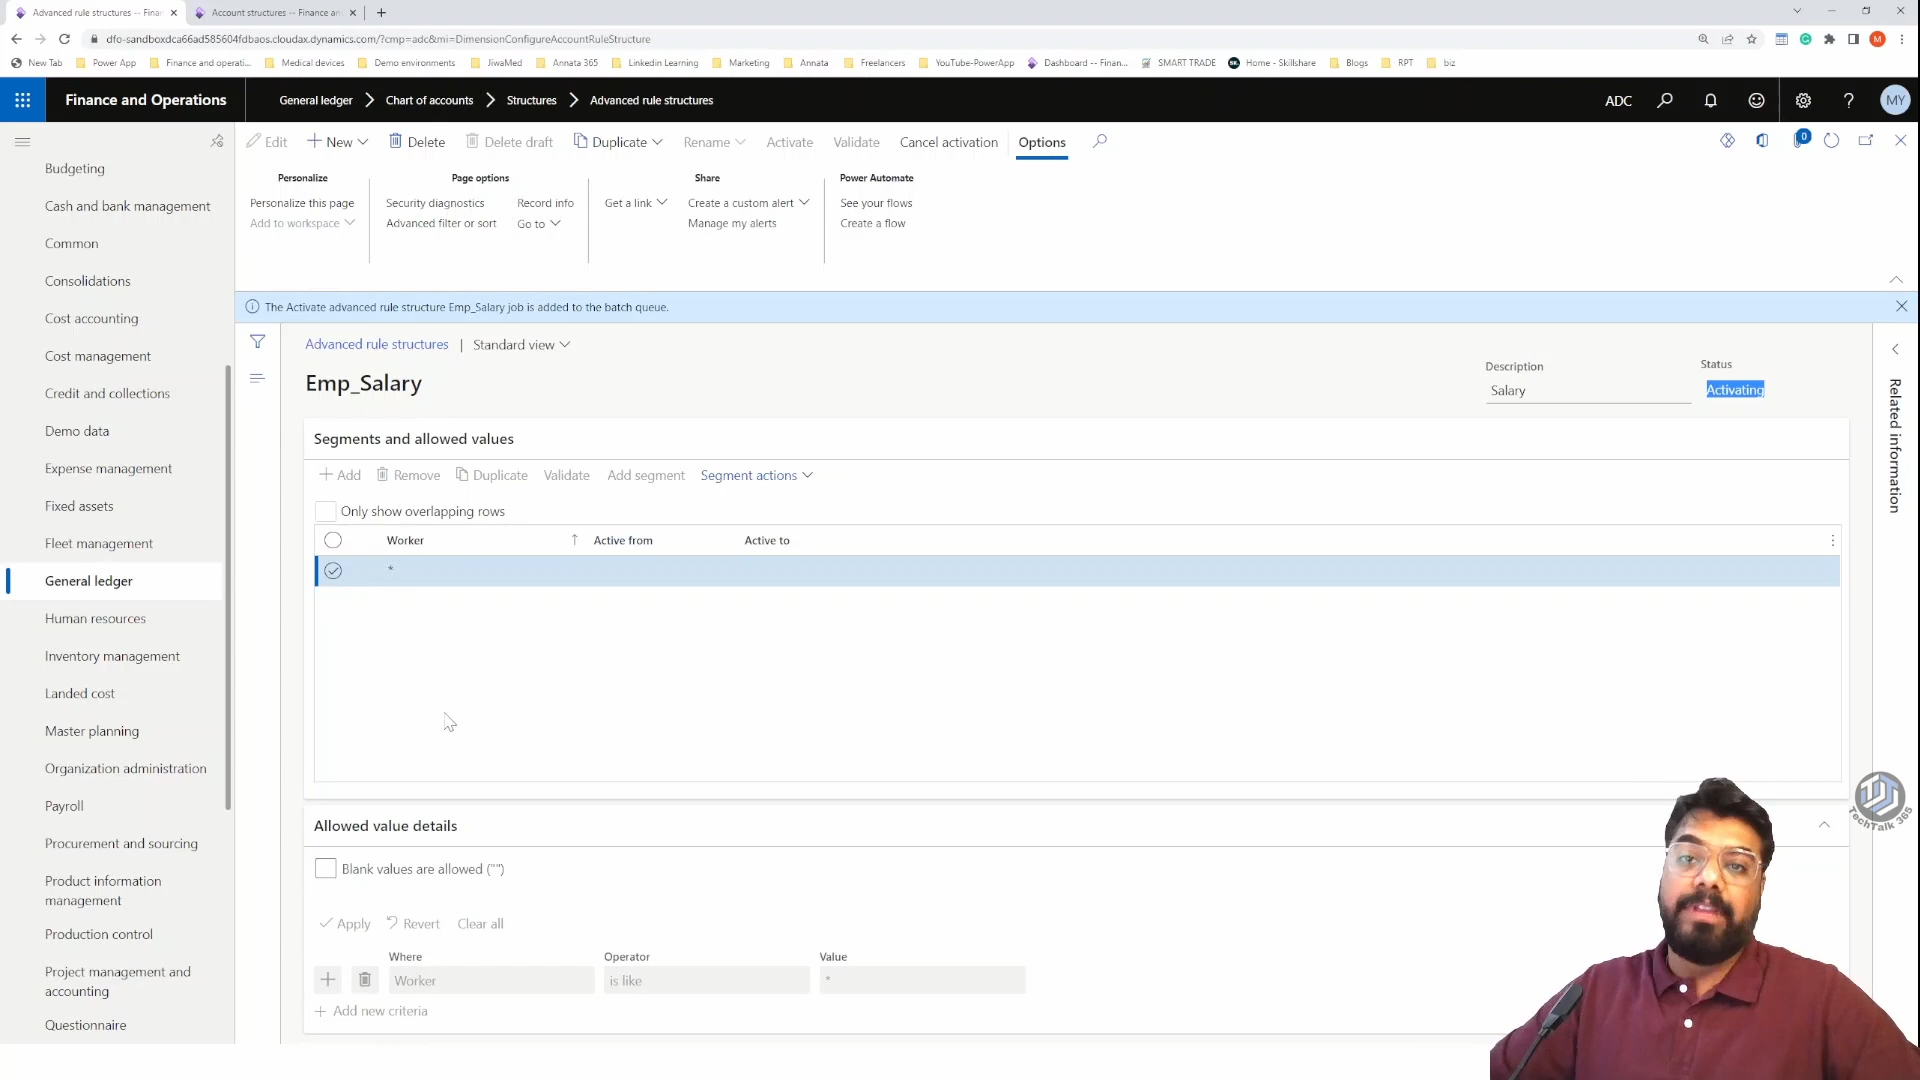 Advanced rule structures -- Finan
Account structures -- Finance an
dfo-sandboxdca66ad585604fdbaos.cloudax.dynamics.com/?cmp=adc&mi=DimensionConfigureAccountRuleStructure
New Tab Power App Finance and operati... Medical devices Demo environments JiwaMed Annata 365 Linkedin Learning Marketing Annata Freelancers YouTube-PowerApp Dashboard -- Finan... SMART TRADE Home - Skillshare Blogs RPT biz
Finance and Operations
General ledger Chart of accounts Structures Advanced rule structures
ADC
MY
Edit New Delete Delete draft Duplicate Rename Activate Validate Cancel activation Options
0
Personalize
Personalize this page
Add to workspace
Page options
Security diagnostics
Advanced filter or sort
Record info
Go to
Share
Get a link
Create a custom alert
Manage my alerts
Power Automate
See your flows
Create a flow
The Activate advanced rule structure Emp_Salary job is added to the batch queue.
Budgeting
Cash and bank management
Common
Consolidations
Cost accounting
Cost management
Credit and collections
Demo data
Expense management
Fixed assets
Fleet management
General ledger
Human resources
Inventory management
Landed cost
Master planning
Organization administration
Payroll
Procurement and sourcing
Product information
management
Production control
Project management and
accounting
Questionnaire
Advanced rule structures | Standard view
Emp_Salary
Description
Salary
Status
Activating
Related information
Segments and allowed values
Add Remove Duplicate Validate Add segment Segment actions
Only show overlapping rows
Worker Active from Active to
*
Allowed value details
Blank values are allowed ("")
Apply Revert Clear all
Where Operator Value
Worker is like *
Add new criteria
TechTalk 365